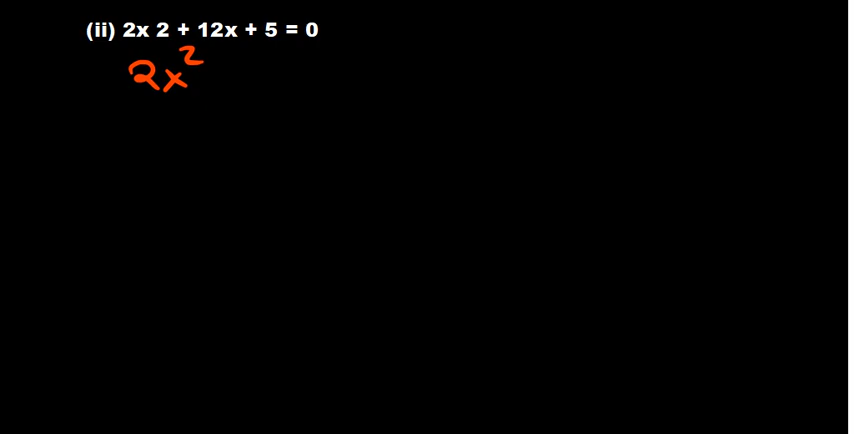 (ii) 2x 2 + 12x + 5 = 0
2x²